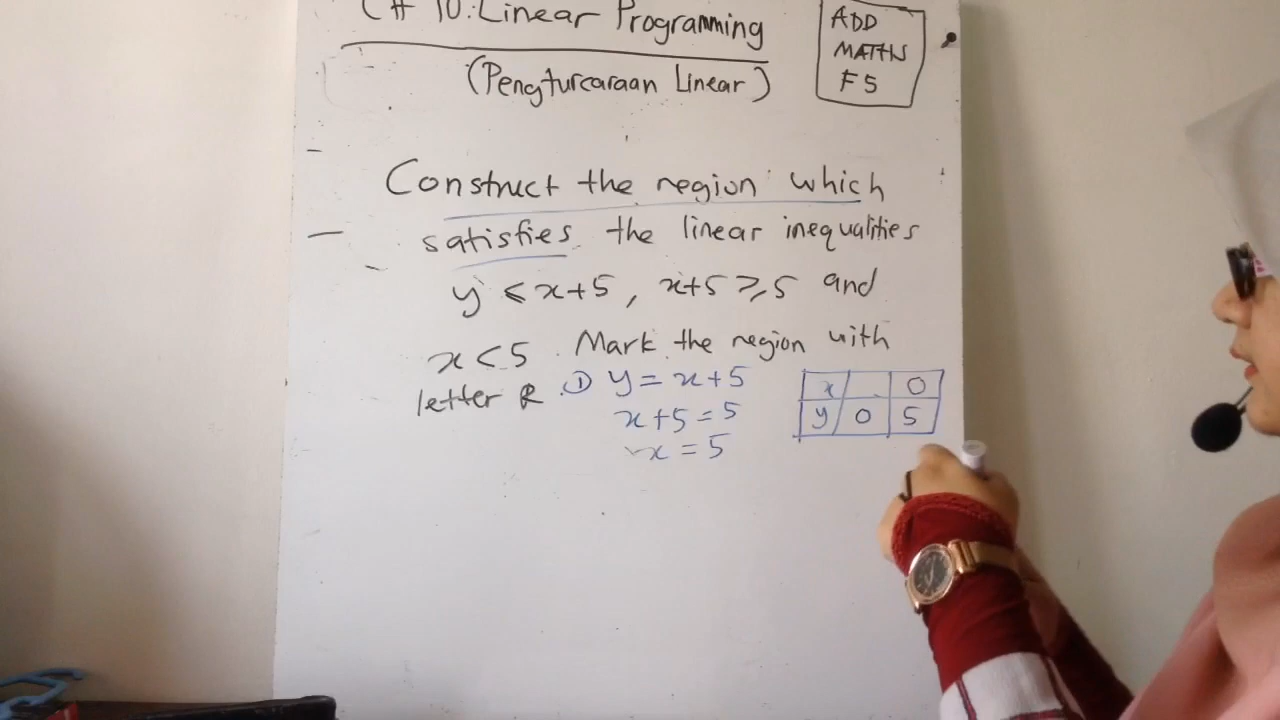 CH 10: Linear Programming
(Pengturcaraan Linear)
ADD
MATHS
F5
Construct the region which
satisfies the linear inequalities
y < x+5, x+5 ⩾ 5 and
x < 5. Mark the region with
letter R.
① y = x+5
x+5 = 5
x = 5
x 0
y 0 5